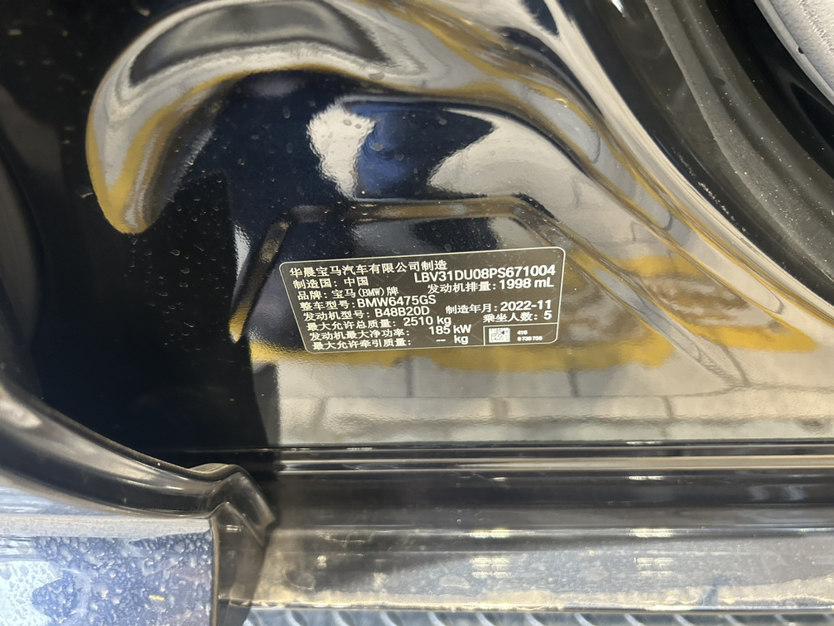 华晨宝马汽车有限公司制造
制造国：中国 LBV31DU08PS671004
品牌：宝马(BMW)牌 发动机排量：1998 mL
整车型号：BMW6475GS
发动机型号：B48B20D 制造年月：2022-11
最大允许总质量：2510 kg 乘坐人数：5
发动机最大净功率：185 kW
最大允许牵引质量：-- kg